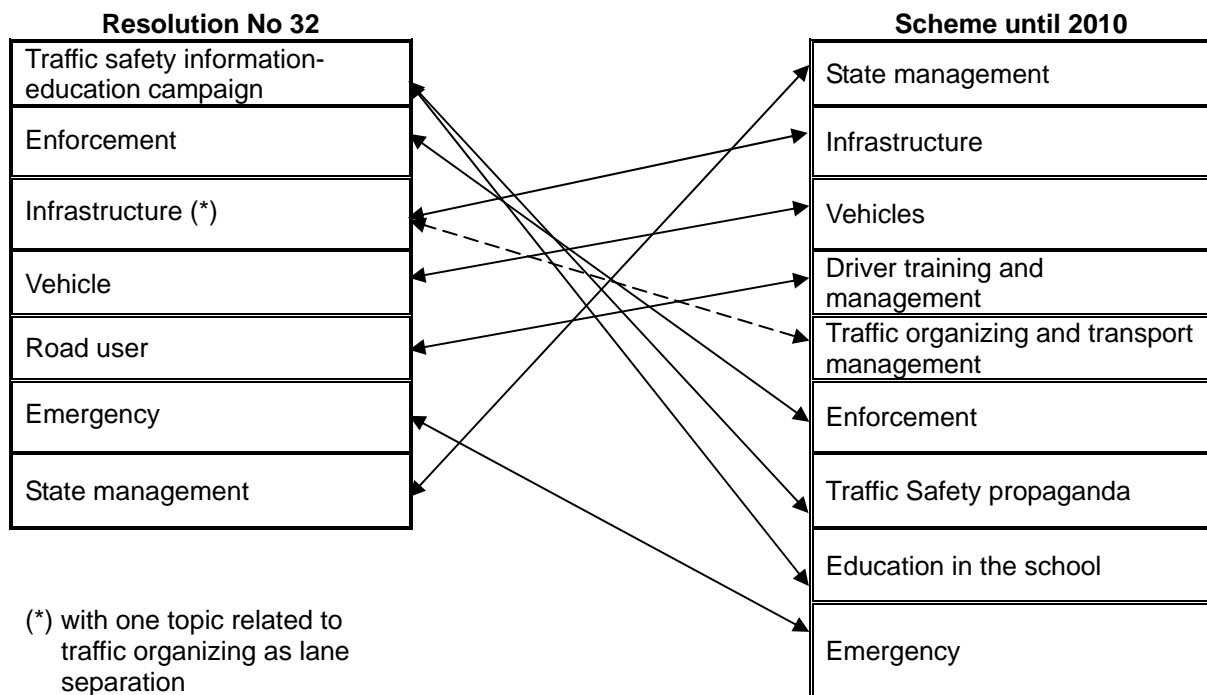 Resolution No 32
Traffic safety information-
education campaign
Enforcement
Infrastructure (*)
Vehicle
Road user
Emergency
State management
(*) with one topic related to
traffic organizing as lane
separation
Scheme until 2010
State management
Infrastructure
Vehicles
Driver training and
management
Traffic organizing and transport
management
Enforcement
Traffic Safety propaganda
Education in the school
Emergency